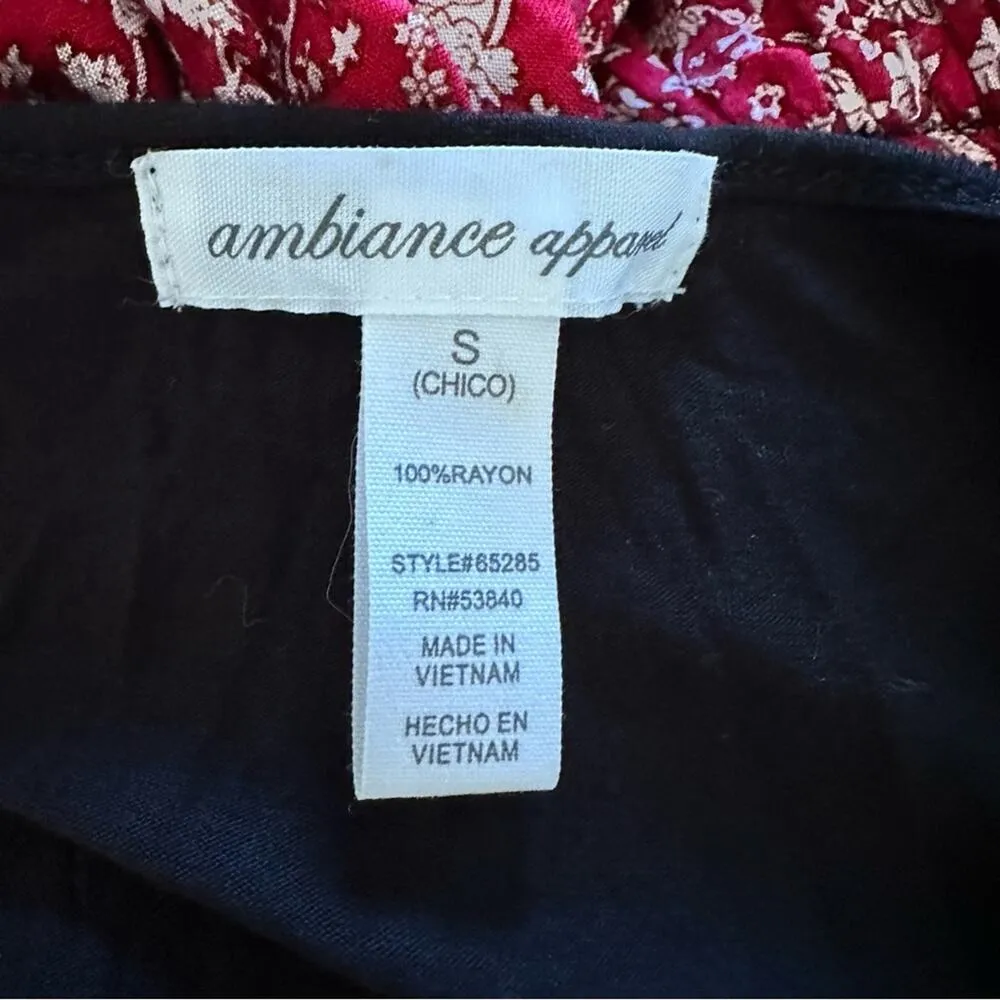 ambiance apparel
S
(CHICO)
100%RAYON
STYLE#65285
RN#53840
MADE IN
VIETNAM
HECHO EN
VIETNAM